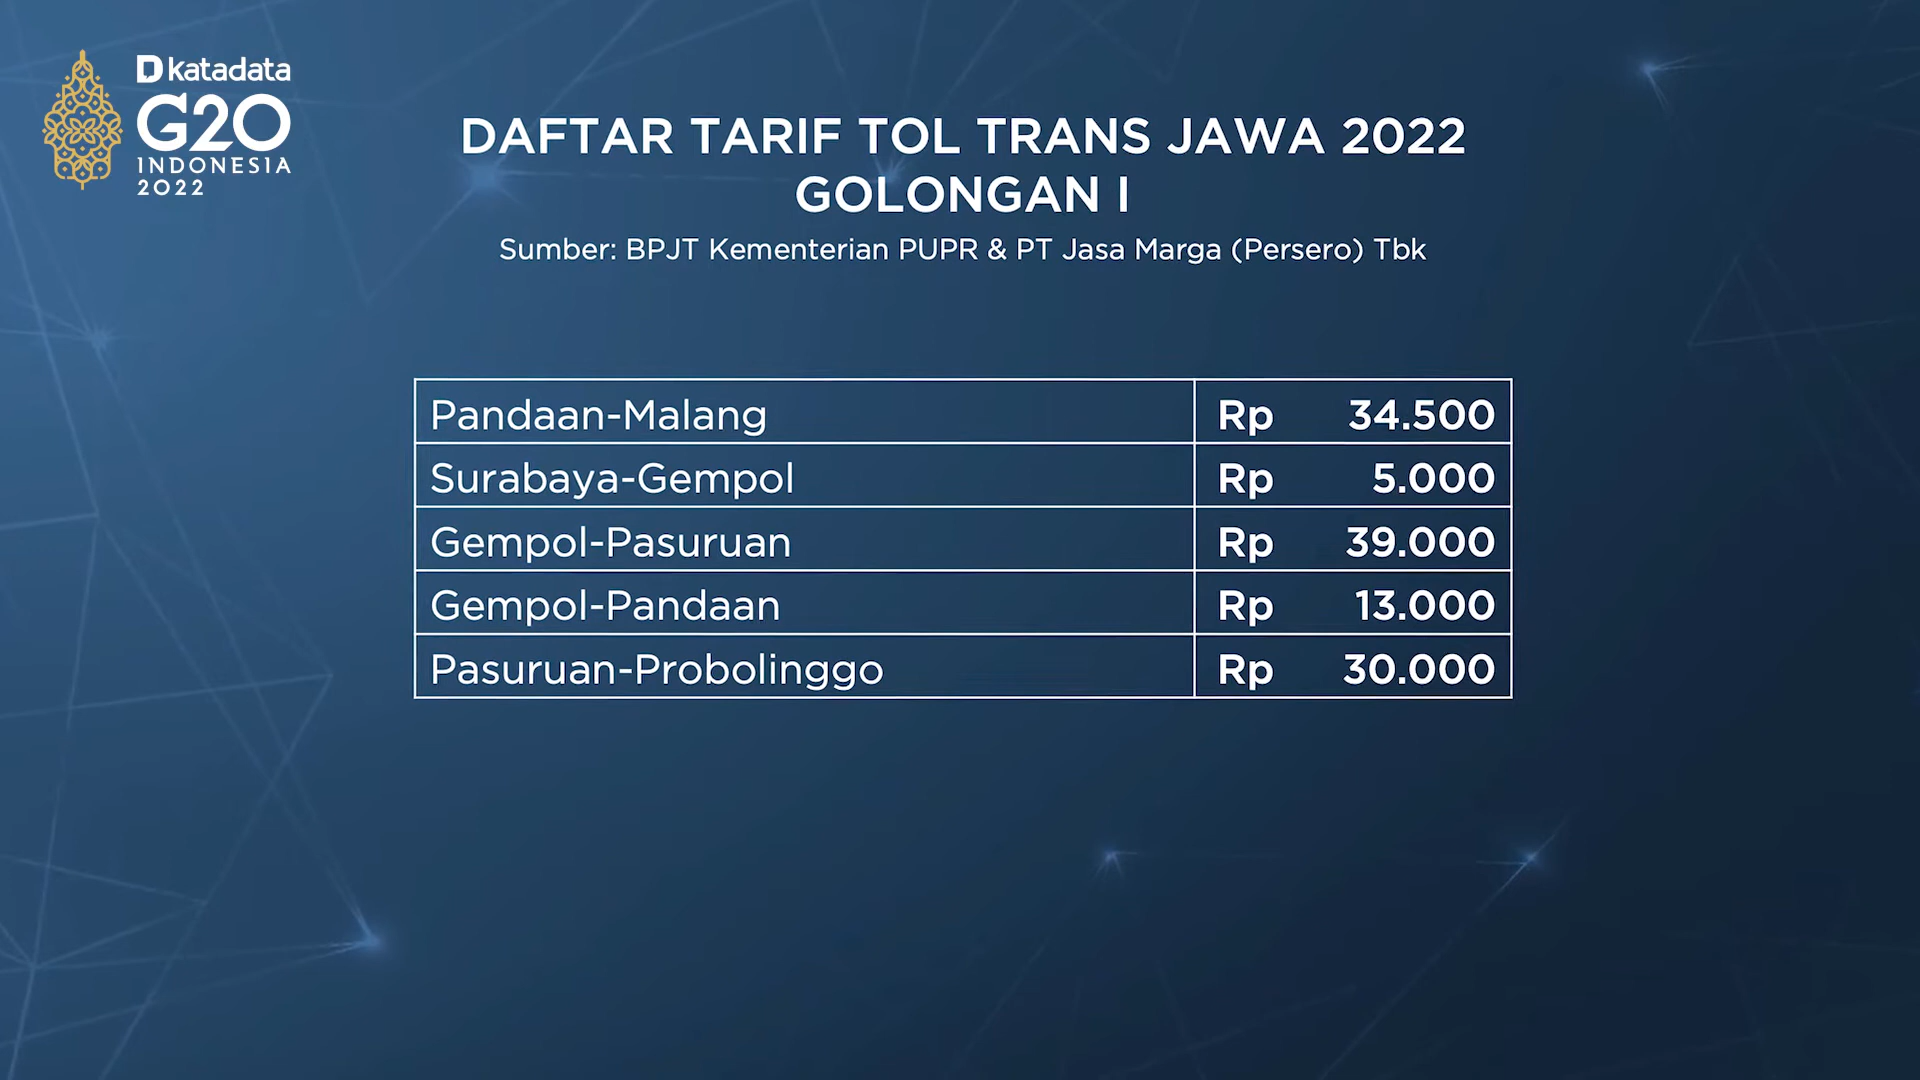 katadata
G20
INDONESIA
2022
DAFTAR TARIF TOL TRANS JAWA 2022
GOLONGAN I
Sumber: BPJT Kementerian PUPR & PT Jasa Marga (Persero) Tbk
Pandaan-Malang Rp 34.500
Surabaya-Gempol Rp 5.000
Gempol-Pasuruan Rp 39.000
Gempol-Pandaan Rp 13.000
Pasuruan-Probolinggo Rp 30.000